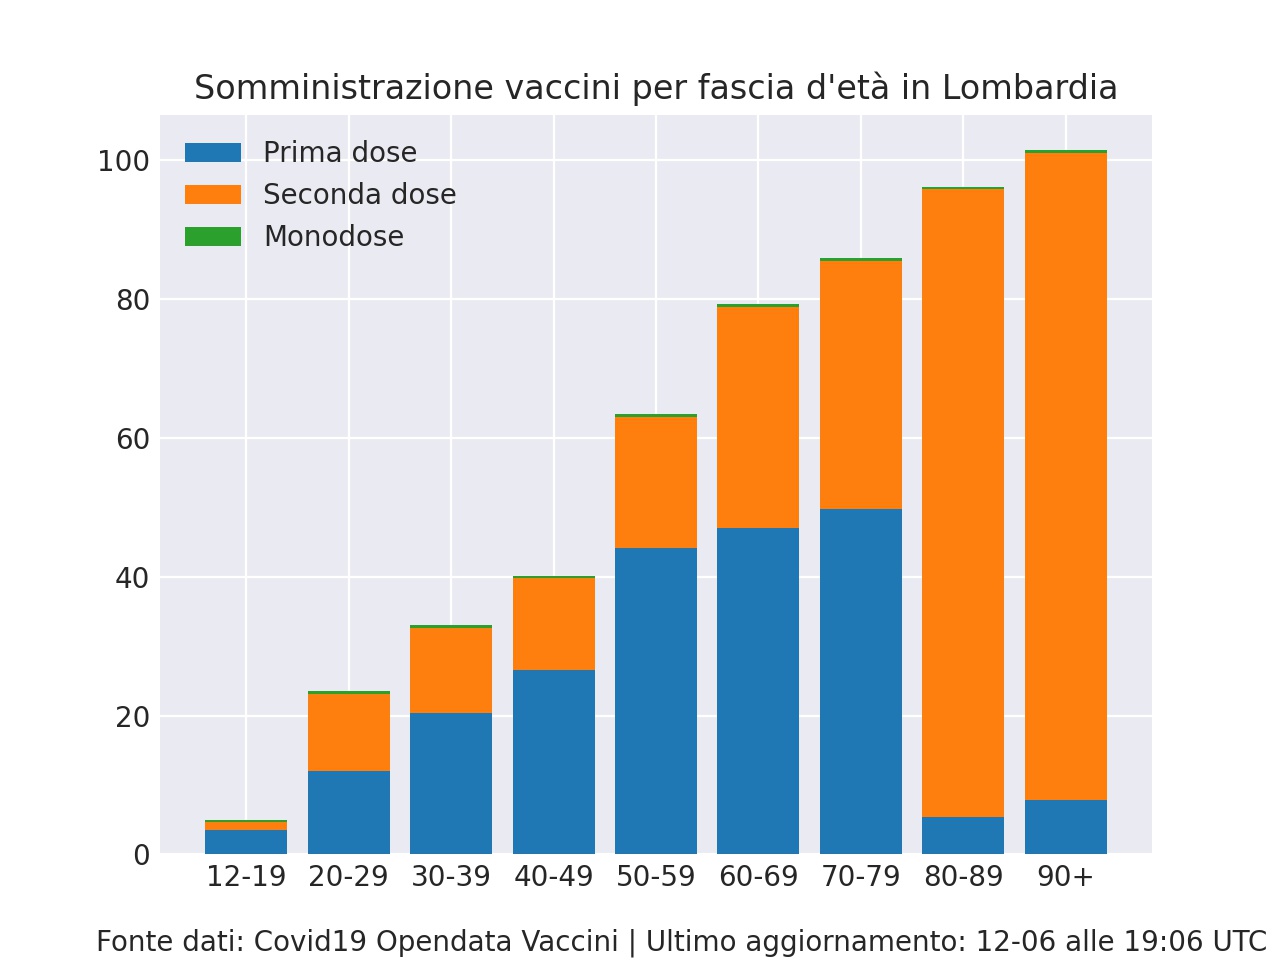 Somministrazione vaccini per fascia d'età in Lombardia
Prima dose
Seconda dose
Monodose
100
80
60
40
20
0
12-19 20-29 30-39 40-49 50-59 60-69 70-79 80-89 90+
Fonte dati: Covid19 Opendata Vaccini | Ultimo aggiornamento: 12-06 alle 19:06 UTC